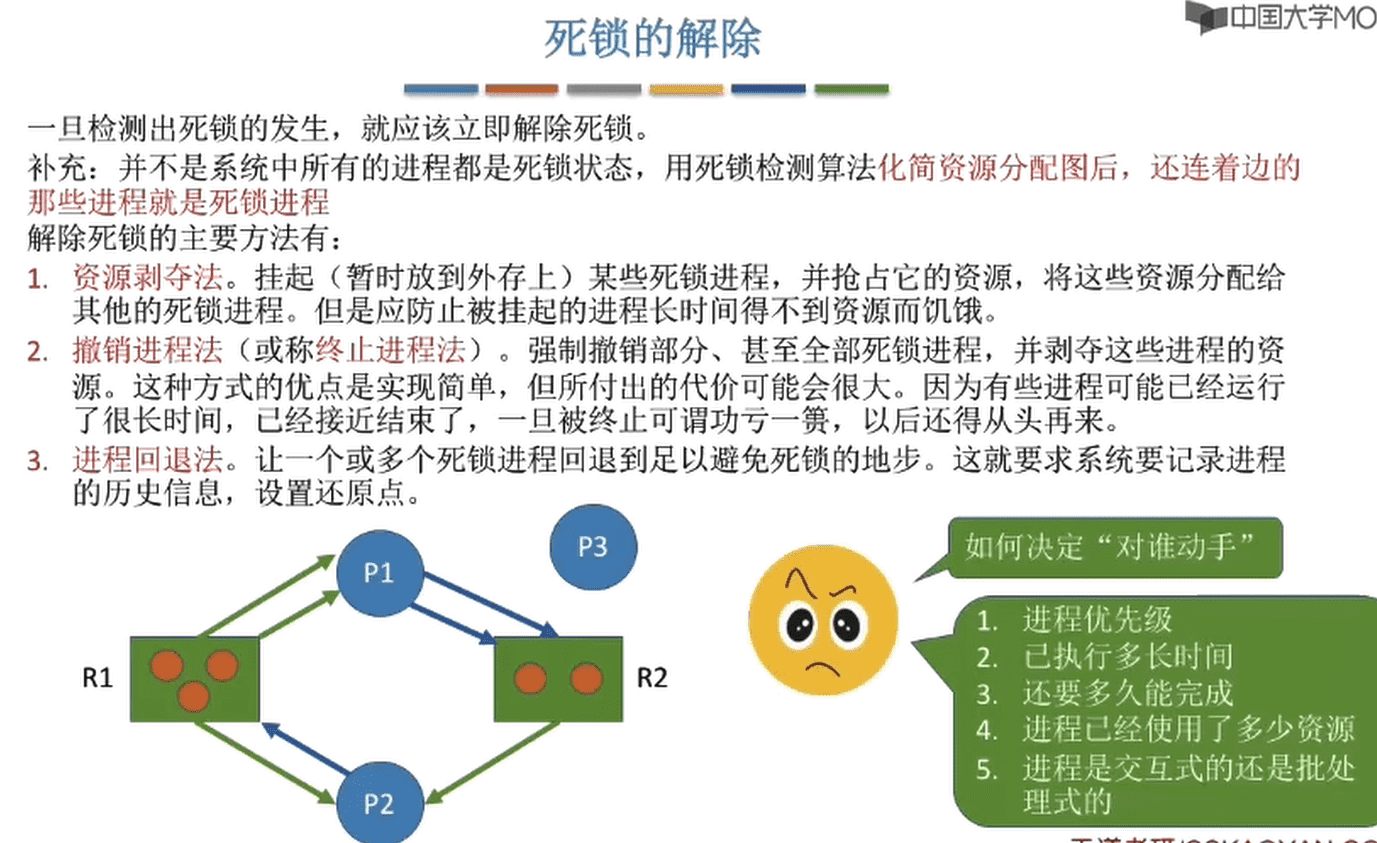 中国大学MO
死锁的解除
一旦检测出死锁的发生，就应该立即解除死锁。
补充：并不是系统中所有的进程都是死锁状态，用死锁检测算法化简资源分配图后，还连着边的
那些进程就是死锁进程
解除死锁的主要方法有：
1. 资源剥夺法。挂起（暂时放到外存上）某些死锁进程，并抢占它的资源，将这些资源分配给
其他的死锁进程。但是应防止被挂起的进程长时间得不到资源而饥饿。
2. 撤销进程法（或称终止进程法）。强制撤销部分、甚至全部死锁进程，并剥夺这些进程的资
源。这种方式的优点是实现简单，但所付出的代价可能会很大。因为有些进程可能已经运行
了很长时间，已经接近结束了，一旦被终止可谓功亏一篑，以后还得从头再来。
3. 进程回退法。让一个或多个死锁进程回退到足以避免死锁的地步。这就要求系统要记录进程
的历史信息，设置还原点。
P1
P3
R1
R2
P2
如何决定“对谁动手”
1. 进程优先级
2. 已执行多长时间
3. 还要多久能完成
4. 进程已经使用了多少资源
5. 进程是交互式的还是批处
理式的